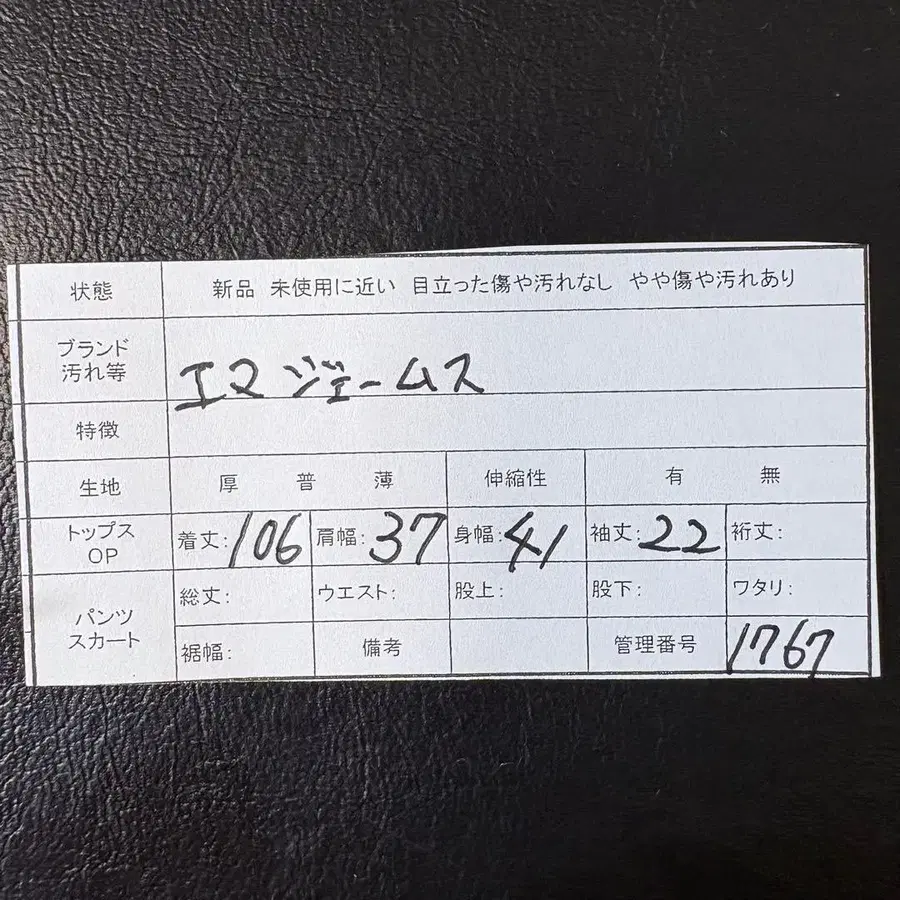 状態 新品 未使用に近い 目立った傷や汚れなし やや傷や汚れあり
ブランド
汚れ等 エマ ジェームス
特徴
生地 厚 普 薄 伸縮性 有 無
トップス
OP 着丈:106 肩幅:37 身幅:41 袖丈:22 裄丈:
パンツ
スカート 総丈: ウエスト: 股上: 股下: ワタリ:
裾幅: 備考 管理番号 1767